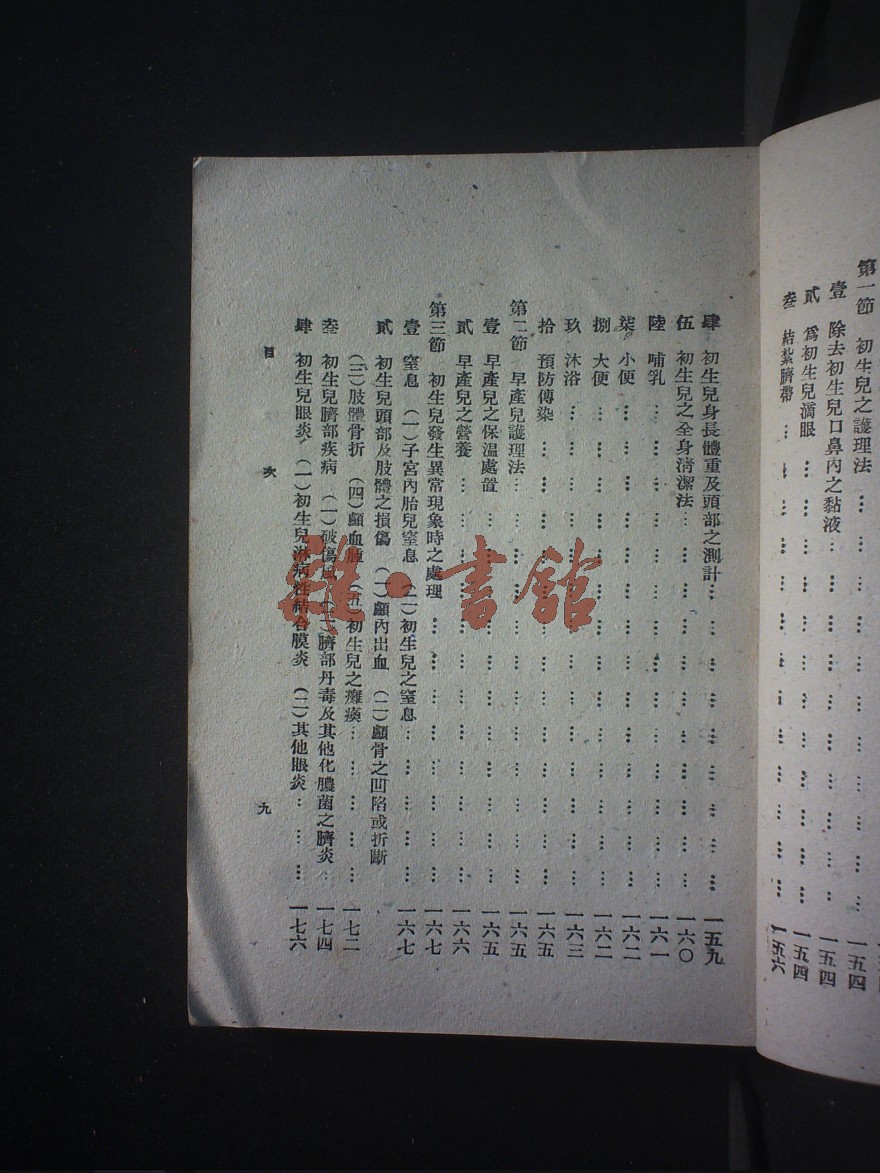 第一節　初生兒之護理法…………一五四
壹　除去初生兒口鼻內之黏液…………一五四
貳　爲初生兒滴眼…………一五四
叁　結紮臍帶…………一五六
肆　初生兒身長體重及頭部之測計…………一五九
伍　初生兒之全身清潔法…………一六〇
陸　哺乳…………一六一
柒　小便…………一六二
捌　大便…………一六二
玖　沐浴…………一六三
拾　預防傳染…………一六五
第二節　早產兒護理法…………一六五
壹　早產兒之保温處置…………一六五
貳　早產兒之營養…………一六六
第三節　初生兒發生異常現象時之處理…………一六七
壹　窒息　(一)子宮內胎兒窒息　(二)初生兒之窒息…………一六七
貳　初生兒頭部及肢體之損傷　(一)顱內出血　(二)顱骨之凹陷或折斷
(三)肢體骨折　(四)顱血腫　(五)初生兒之癱瘓…………一七二
叁　初生兒臍部疾病　(一)破傷風　(二)臍部丹毒及其他化膿菌之臍炎…一七四
肆　初生兒眼炎　(一)初生兒淋病性結合膜炎　(二)其他眼炎…………一七六
目　次
九
雜·書館